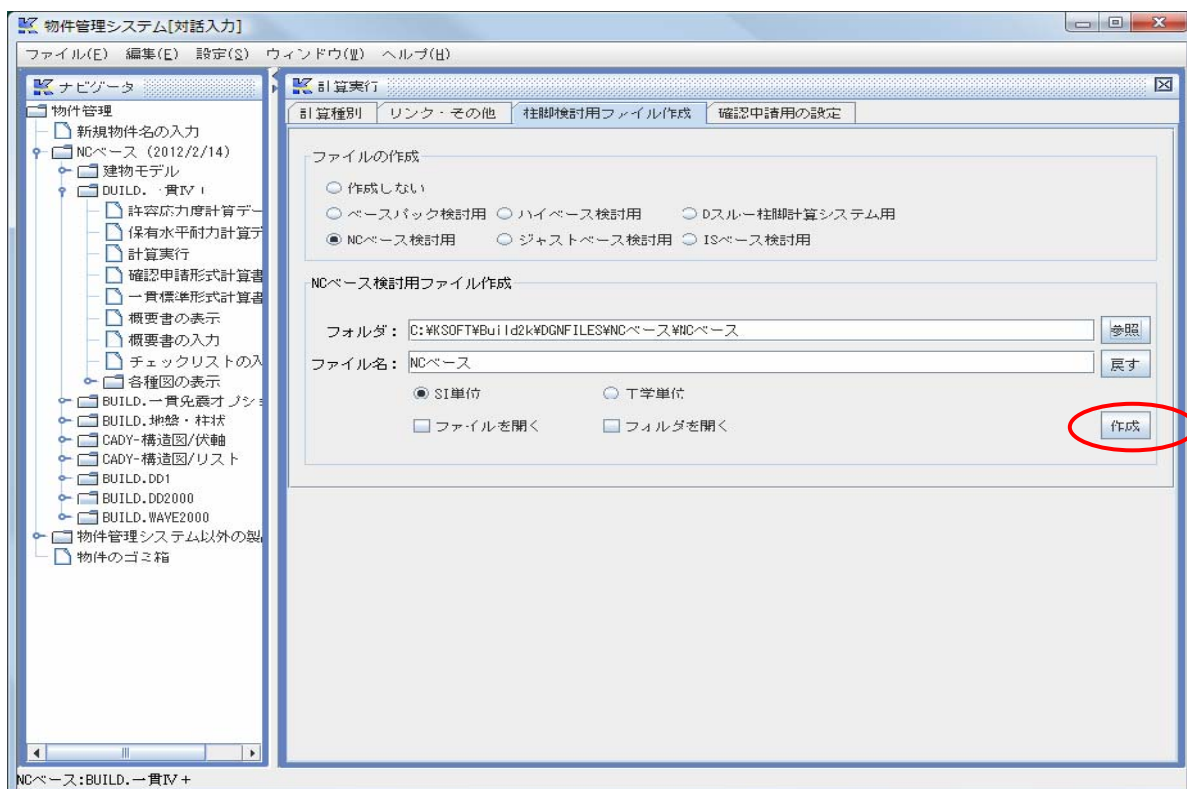 物件管理システム[対話入力]
ファイル(F) 編集(E) 設定(S) ウィンドウ(W) ヘルプ(H)
ナビゲータ
物件管理
新規物件名の入力
NCベース (2012/2/14)
建物モデル
BUILD.一貫Ⅳ+
許容応力度計算デー
保有水平耐力計算デ
計算実行
確認申請形式計算書
一貫標準形式計算書
概要書の表示
概要書の入力
チェックリストの入
各種図の表示
BUILD.一貫免震オプショ
BUILD.地盤・柱状
CADY-構造図/伏軸
CADY-構造図/リスト
BUILD.DD1
BUILD.DD2000
BUILD.WAVE2000
物件管理システム以外の製
物件のゴミ箱
計算実行
計算種別 リンク・その他 柱脚検討用ファイル作成 確認申請用の設定
ファイルの作成
作成しない
ベースパック検討用 ハイベース検討用 Dスルー柱脚計算システム用
NCベース検討用 ジャストベース検討用 ISベース検討用
NCベース検討用ファイル作成
フォルダ: C:¥KSOFT¥Build2k¥DGNFILES¥NCベース¥NCベース 参照
ファイル名: NCベース 戻す
SI単位 工学単位
ファイルを開く フォルダを開く 作成
NCベース:BUILD.一貫Ⅳ+